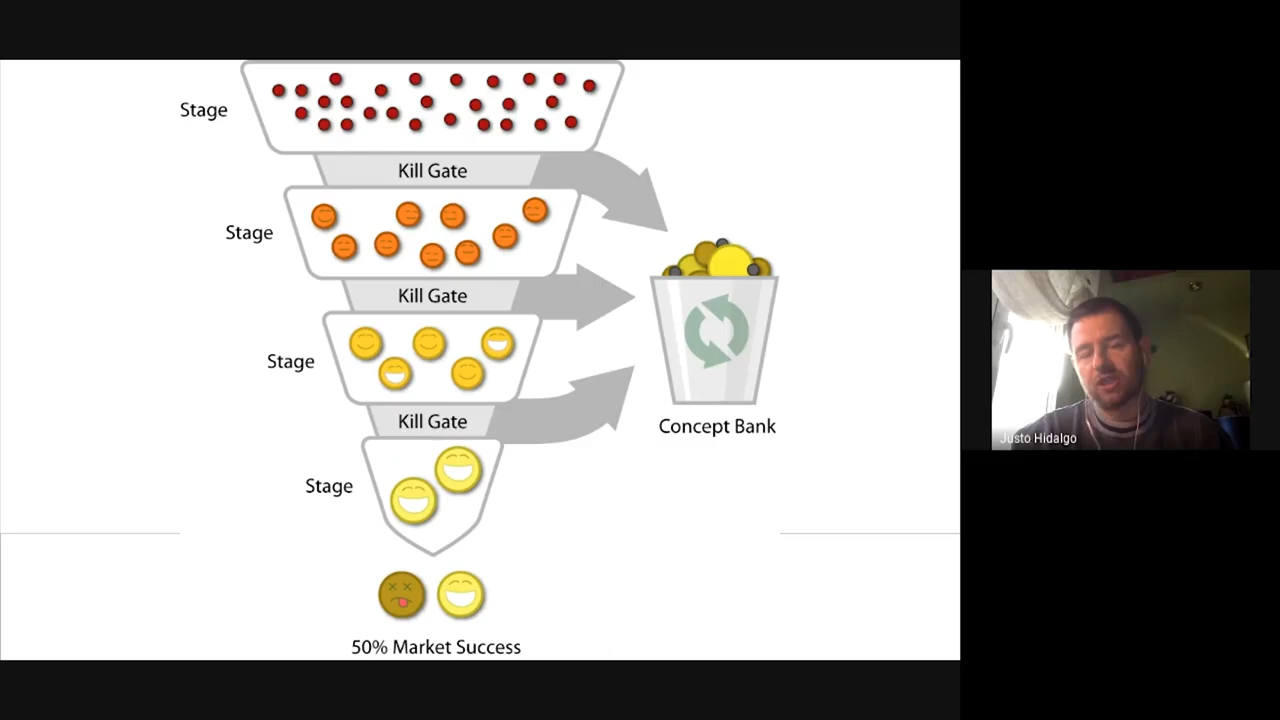 Stage
Kill Gate
Stage
Kill Gate
Stage
Kill Gate
Concept Bank
Stage
Justo Hidalgo
50% Market Success